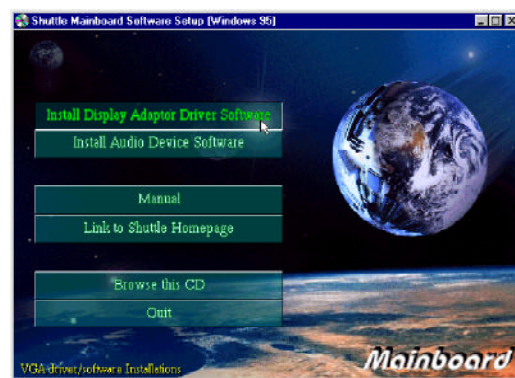 Shuttle Mainboard Software Setup [Windows 95]
Install Display Adaptor Driver Software
Install Audio Device Software
Manual
Link to Shuttle Homepage
Browse this CD
Quit
VGA driver/software Installations
Mainboard